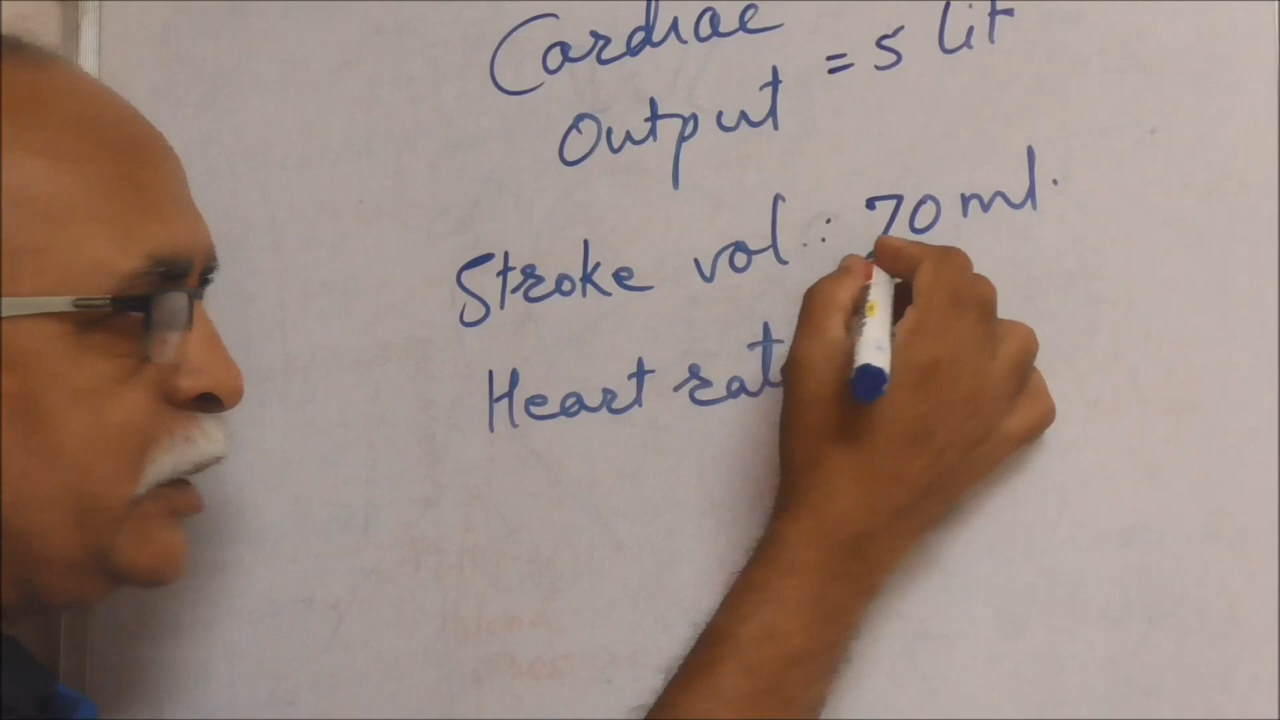 Cardiac
Output = 5 lit
Stroke vol : 70 ml.
Heart rat